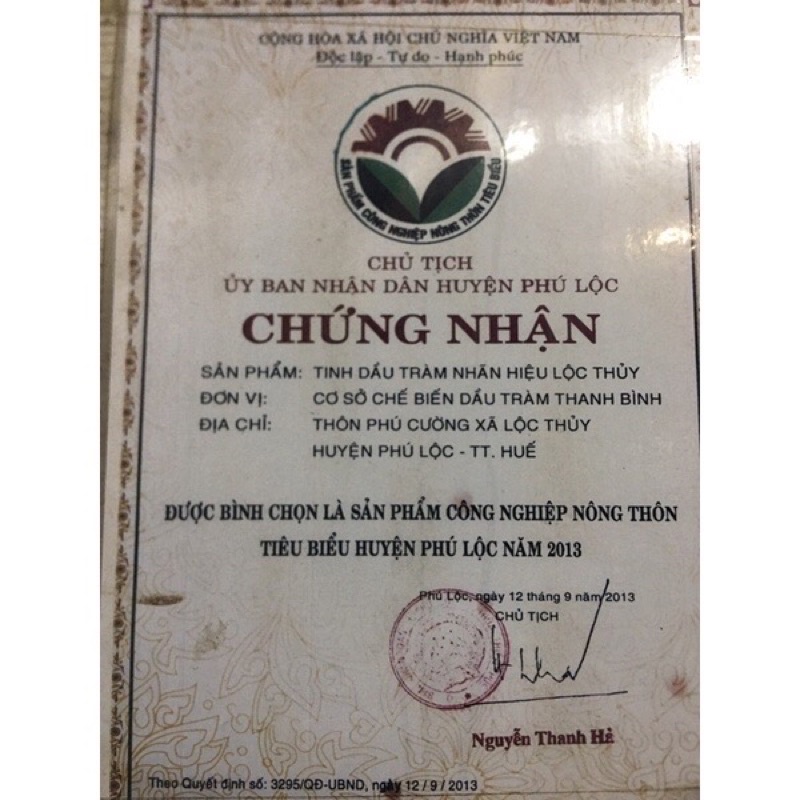 CỘNG HÒA XÃ HỘI CHỦ NGHĨA VIỆT NAM
Độc lập - Tự do - Hạnh phúc
SẢN PHẨM CÔNG NGHIỆP NÔNG THÔN TIÊU BIỂU
CHỦ TỊCH
ỦY BAN NHÂN DÂN HUYỆN PHÚ LỘC
CHỨNG NHẬN
SẢN PHẨM: TINH DẦU TRÀM NHÃN HIỆU LỘC THỦY
ĐƠN VỊ: CƠ SỞ CHẾ BIẾN DẦU TRÀM THANH BÌNH
ĐỊA CHỈ: THÔN PHÚ CƯỜNG XÃ LỘC THỦY
HUYỆN PHÚ LỘC - TT. HUẾ
ĐƯỢC BÌNH CHỌN LÀ SẢN PHẨM CÔNG NGHIỆP NÔNG THÔN
TIÊU BIỂU HUYỆN PHÚ LỘC NĂM 2013
Phú Lộc, ngày 12 tháng 9 năm 2013
CHỦ TỊCH
Nguyễn Thanh Hà
Theo Quyết định số: 3295/QĐ-UBND, ngày 12 / 9 / 2013